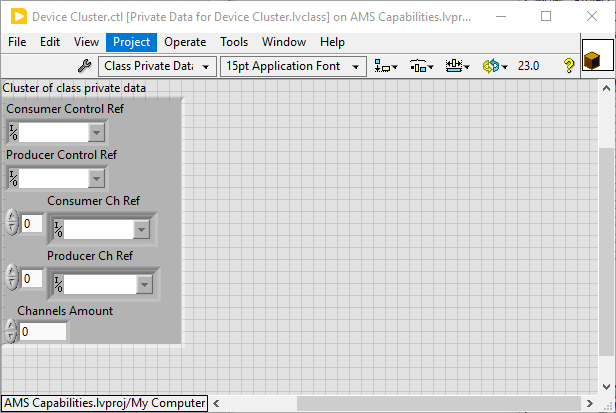 Device Cluster.ctl [Private Data for Device Cluster.lvclass] on AMS Capabilities.lvpr...
File Edit View Project Operate Tools Window Help
Class Private Data 15pt Application Font 23.0 ?
Cluster of class private data
Consumer Control Ref
I/0
Producer Control Ref
I/0
Consumer Ch Ref
0 I/0
Producer Ch Ref
0 I/0
Channels Amount
0
AMS Capabilities.lvproj/My Computer